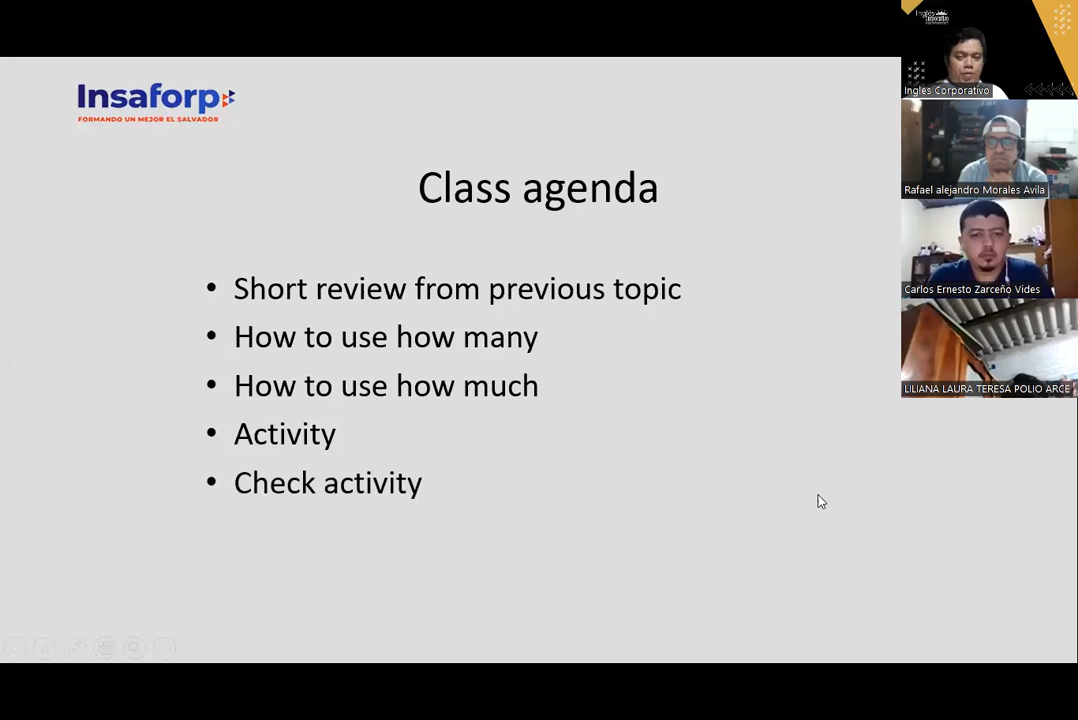 Insaforp
FORMANDO UN MEJOR EL SALVADOR
Class agenda
• Short review from previous topic
• How to use how many
• How to use how much
• Activity
• Check activity
Inglés
Corporativo
Ingles Corporativo
Rafael alejandro Morales Avila
Carlos Ernesto Zarceño Vides
LILIANA LAURA TERESA POLIO ARCE